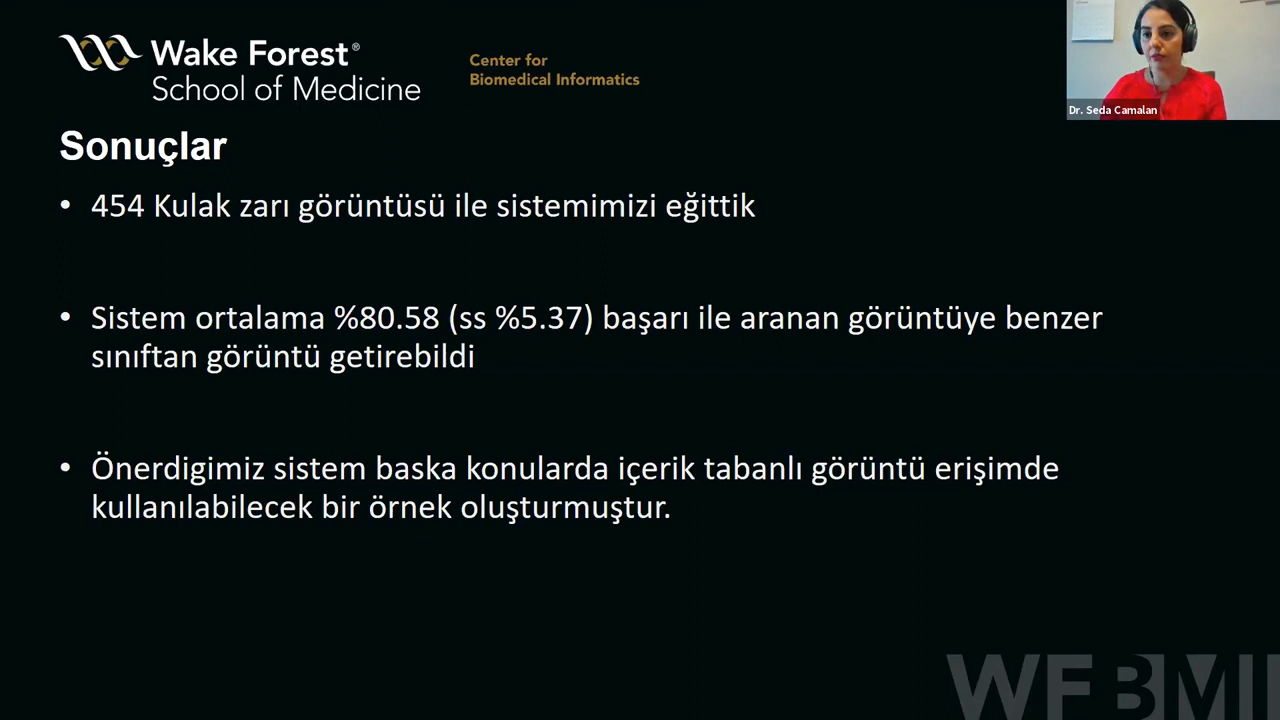 Wake Forest®
School of Medicine
Center for
Biomedical Informatics
Dr. Seda Camalan
Sonuçlar
• 454 Kulak zarı görüntüsü ile sistemimizi eğittik
• Sistem ortalama %80.58 (ss %5.37) başarı ile aranan görüntüye benzer
sınıftan görüntü getirebildi
• Önerdigimiz sistem baska konularda içerik tabanlı görüntü erişimde
kullanılabilecek bir örnek oluşturmuştur.
WFBMI